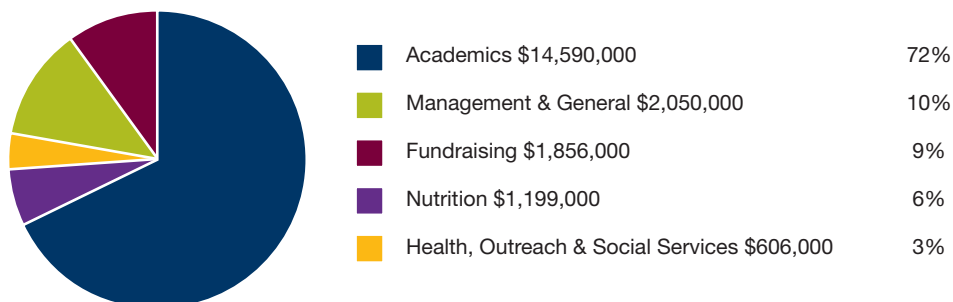 Academics $14,590,000 72%
Management & General $2,050,000 10%
Fundraising $1,856,000 9%
Nutrition $1,199,000 6%
Health, Outreach & Social Services $606,000 3%